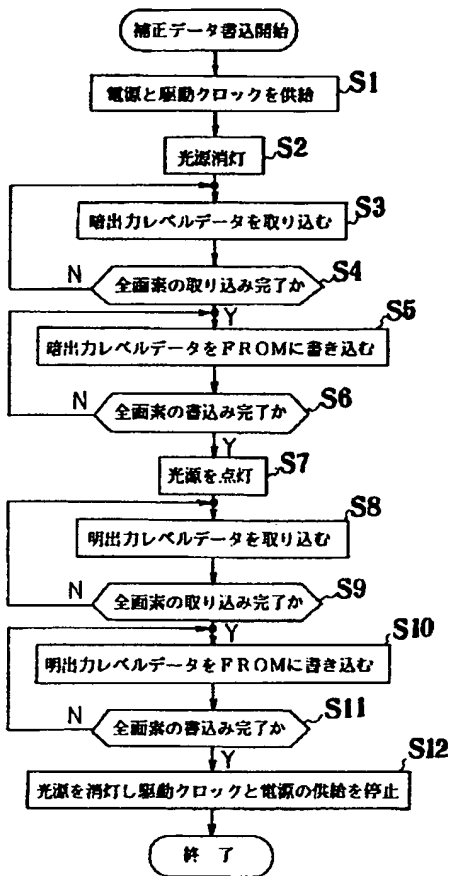 補正データ書込開始
電源と駆動クロックを供給
S1
光源消灯
S2
暗出力レベルデータを取り込む
S3
全画素の取り込み完了か
S4
N
Y
暗出力レベルデータをFROMに書き込む
S5
全画素の書込み完了か
S6
N
Y
光源を点灯
S7
明出力レベルデータを取り込む
S8
全画素の取り込み完了か
S9
N
Y
明出力レベルデータをFROMに書き込む
S10
全画素の書込み完了か
S11
N
Y
光源を消灯し駆動クロックと電源の供給を停止
S12
終 了